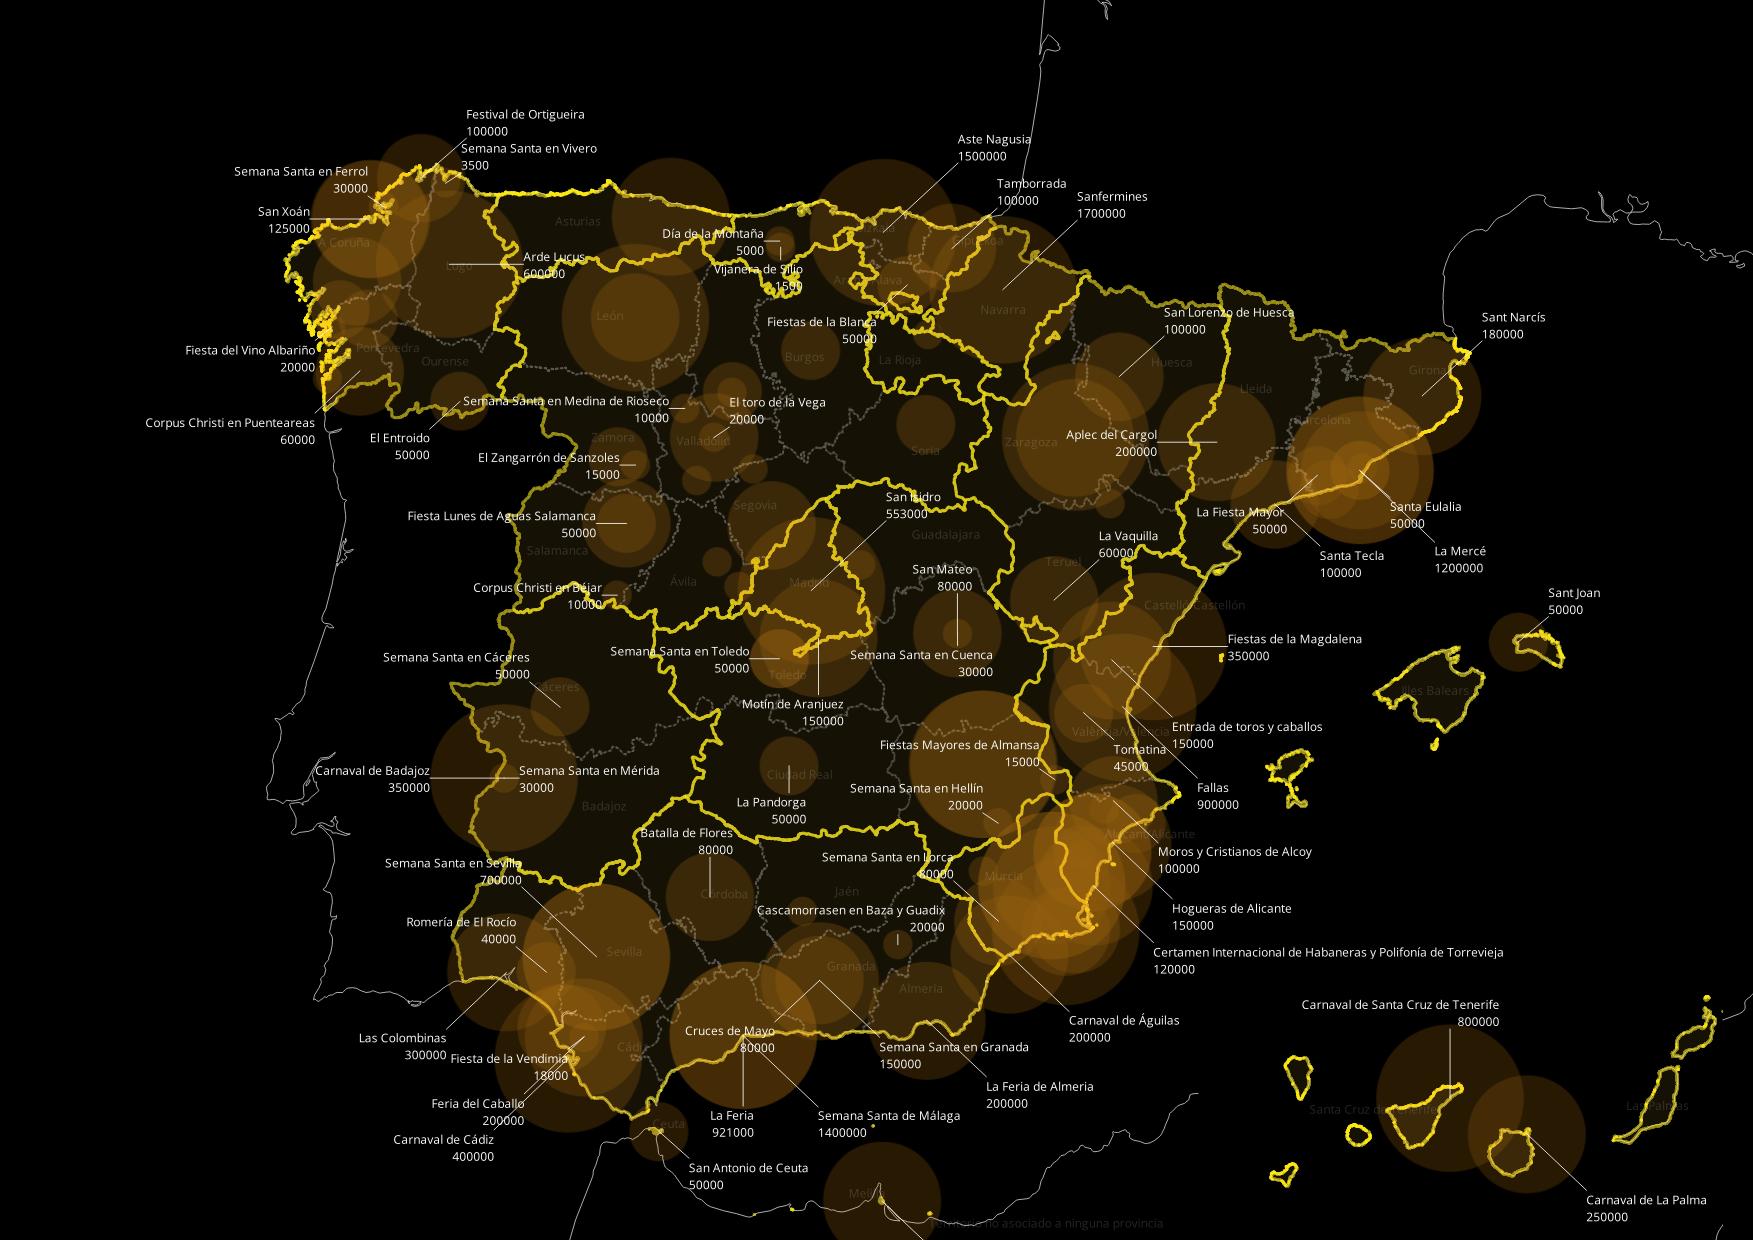 Festival de Ortigueira
100000
Semana Santa en Vivero
3500
Semana Santa en Ferrol
30000
San Xoán
125000
A Coruña
Lugo
Asturias
Arde Lucus
600000
Día de la Montaña
5000
Vijanera de Silio
1500
Aste Nagusia
1500000
Tamborrada
100000
Sanfermines
1700000
Navarra
Fiestas de la Blanca
50000
San Lorenzo de Huesca
100000
Sant Narcís
180000
León
Burgos
La Rioja
Huesca
Lleida
Girona
Barcelona
Fiesta del Vino Albariño
20000
Pontevedra
Ourense
Corpus Christi en Puenteareas
60000
El Entroido
50000
Semana Santa en Medina de Rioseco
10000
El toro de la Vega
20000
Zamora
Valladolid
Soria
Zaragoza
Aplec del Cargol
200000
El Zangarrón de Sanzoles
15000
Fiesta Lunes de Aguas Salamanca
50000
Salamanca
Segovia
San Isidro
553000
Guadalajara
La Fiesta Mayor
50000
Santa Eulalia
50000
Santa Tecla
100000
La Mercé
1200000
La Vaquilla
60000
Teruel
San Mateo
80000
Ávila
Madrid
Corpus Christi en Béjar
10000
Castelló/Castellón
Sant Joan
50000
Fiestas de la Magdalena
350000
Semana Santa en Cáceres
50000
Cáceres
Semana Santa en Toledo
50000
Toledo
Semana Santa en Cuenca
30000
Illes Balears
Motín de Aranjuez
150000
Entrada de toros y caballos
150000
València/Valencia
Tomatina
45000
Fiestas Mayores de Almansa
15000
Fallas
900000
Carnaval de Badajoz
350000
Semana Santa en Mérida
30000
Badajoz
Ciudad Real
La Pandorga
50000
Semana Santa en Hellín
20000
Batalla de Flores
80000
Alacant/Alicante
Moros y Cristianos de Alcoy
100000
Semana Santa en Lorca
80000
Murcia
Semana Santa en Sevilla
700000
Córdoba
Jaén
Cascamorrasen en Baza y Guadix
20000
Hogueras de Alicante
150000
Romería de El Rocío
40000
Sevilla
Granada
Almería
Certamen Internacional de Habaneras y Polifonía de Torrevieja
120000
Las Colombinas
300000
Fiesta de la Vendimia
18000
Cádiz
Cruces de Mayo
80000
Semana Santa en Granada
150000
Carnaval de Águilas
200000
Carnaval de Santa Cruz de Tenerife
800000
Feria del Caballo
200000
La Feria de Almeria
200000
Carnaval de Cádiz
400000
La Feria
921000
Semana Santa de Málaga
1400000
Ceuta
San Antonio de Ceuta
50000
Melilla
Santa Cruz de Tenerife
Las Palmas
Carnaval de La Palma
250000
Territorio no asociado a ninguna provincia